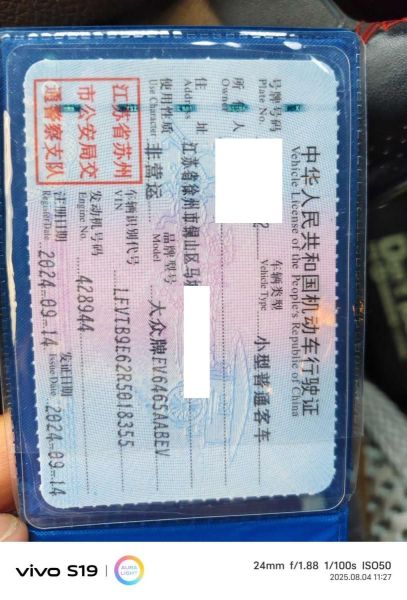 中华人民共和国机动车行驶证
Vehicle License of the People's Republic of China
号牌号码
Plate No.
2
车辆类型
Vehicle Type
小型普通客车
所 人
Owner
住 址
Address
江苏省徐州市铜山区马坡
使用性质
Use Character
非营运
品牌型号
Model
大众牌FV6465AABEV
江苏省苏州
市公安局交
通警察支队
车辆识别代号
VIN
LFVTB9E62R5018355
发动机号码
Engine No.
428944
注册日期
Register Date
2024-09-14
发证日期
Issue Date
2024-09-14
vivo S19
AURA LIGHT
24mm f/1.88 1/100s ISO50
2025.08.04 11:27